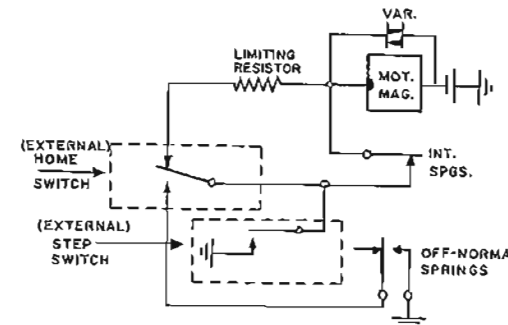 VAR.
LIMITING
RESISTOR
MOT.
MAG.
(EXTERNAL)
HOME
SWITCH
INT.
SPGS.
(EXTERNAL)
STEP
SWITCH
OFF-NORMA
SPRINGS